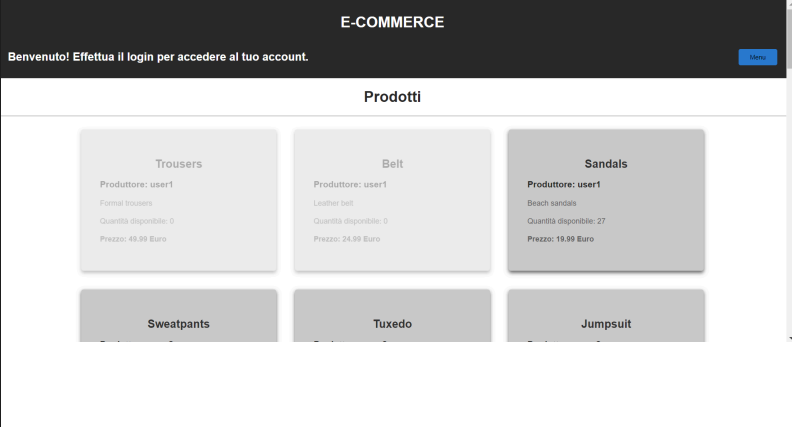 E-COMMERCE
Benvenuto! Effettua il login per accedere al tuo account.
Menu
Prodotti
Trousers
Produttore: user1
Formal trousers
Quantità disponibile: 0
Prezzo: 49.99 Euro
Belt
Produttore: user1
Leather belt
Quantità disponibile: 0
Prezzo: 24.99 Euro
Sandals
Produttore: user1
Beach sandals
Quantità disponibile: 27
Prezzo: 19.99 Euro
Sweatpants
Tuxedo
Jumpsuit